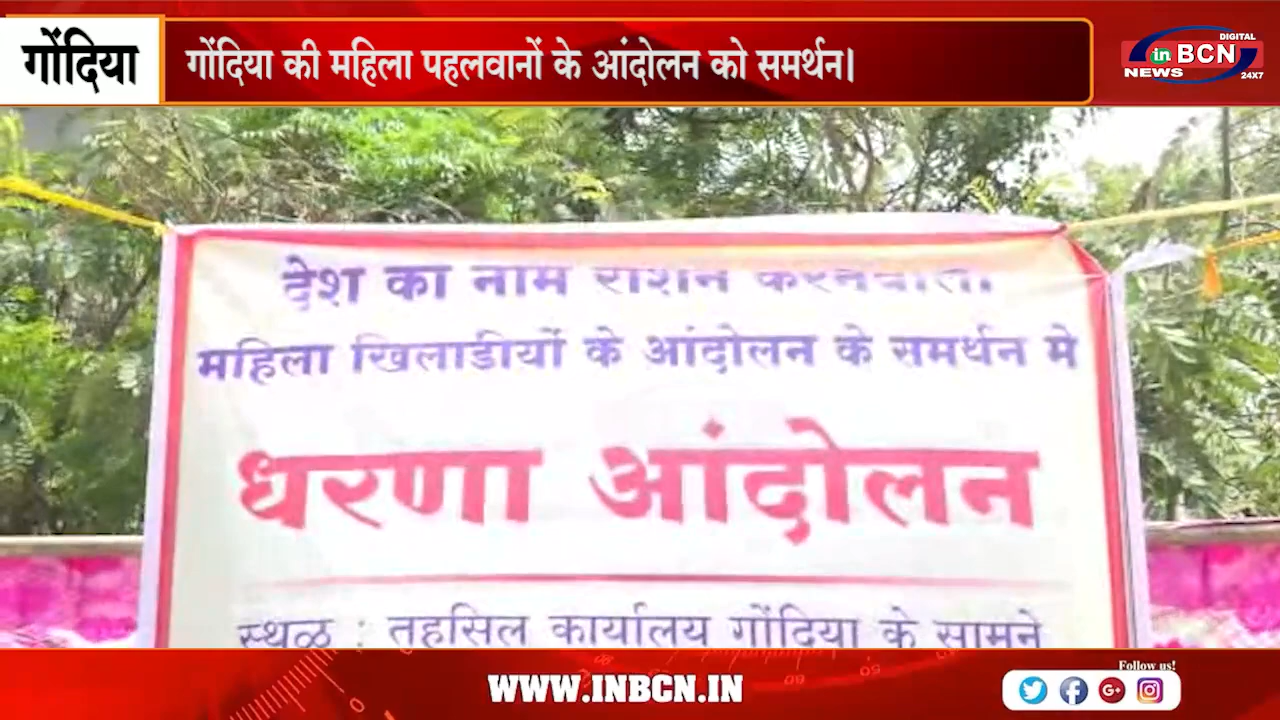 गोंदिया
गोंदिया की महिला पहलवानों के आंदोलन को समर्थन।
DIGITAL
in BCN
NEWS
24X7
देश का नाम राशन करनेवाली
महिला खिलाडीयों के आंदोलन के समर्थन मे
धरणा आंदोलन
स्थळ : तहसिल कार्यालय गोंदिया के सामने
WWW.INBCN.IN
Follow us!